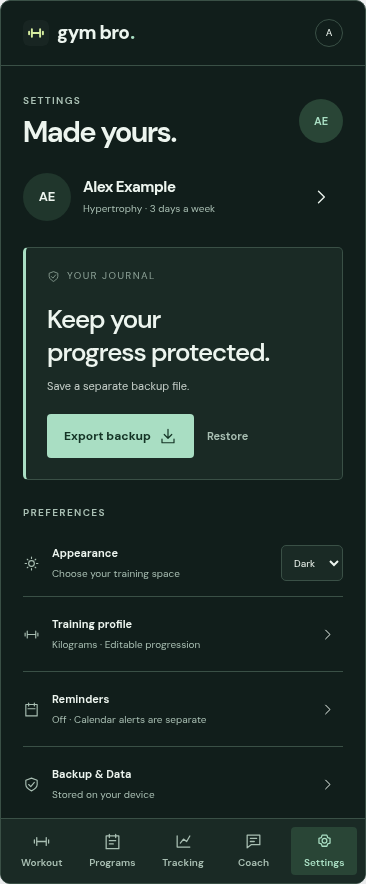 gym bro.
A
SETTINGS
Made yours.
AE
AE
Alex Example
Hypertrophy · 3 days a week
YOUR JOURNAL
Keep your
progress protected.
Save a separate backup file.
Export backup
Restore
PREFERENCES
Appearance
Choose your training space
Dark
Training profile
Kilograms · Editable progression
Reminders
Off · Calendar alerts are separate
Backup & Data
Stored on your device
Workout
Programs
Tracking
Coach
Settings